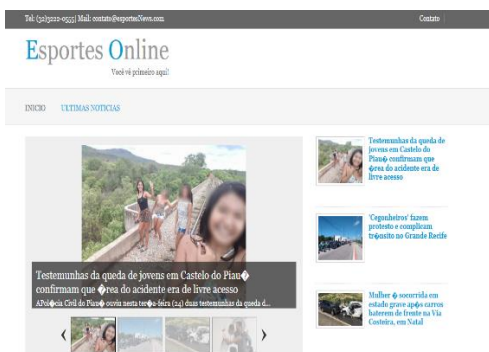 Tel: (32)3222-0555| Mail: contato@esportesNews.com
Contato
Esportes Online
Você vê primeiro aqui!
INICIO
ULTIMAS NOTICIAS
Testemunhas da queda de
jovens em Castelo do
Piau� confirmam que
�rea do acidente era de
livre acesso
'Cegonheiros' fazem
protesto e complicam
tr�nsito no Grande Recife
Mulher � socorrida em
estado grave ap�s carros
baterem de frente na Via
Costeira, em Natal
Testemunhas da queda de jovens em Castelo do Piau�
confirmam que �rea do acidente era de livre acesso
APol�cia Civil do Piau� ouviu nesta ter�a-feira (24) duas testemunhas da queda d...